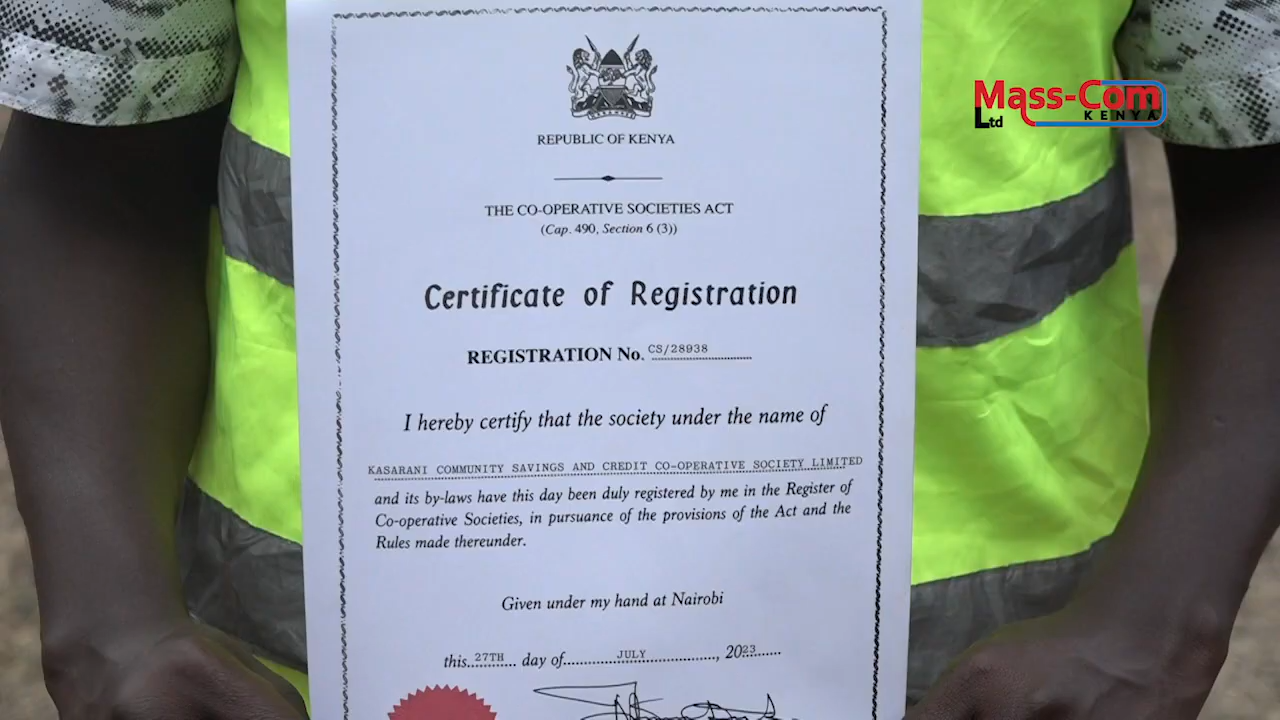 REPUBLIC OF KENYA
THE CO-OPERATIVE SOCIETIES ACT
(Cap. 490, Section 6 (3))
Certificate of Registration
REGISTRATION No. CS/28938
I hereby certify that the society under the name of
KASARANI COMMUNITY SAVINGS AND CREDIT CO-OPERATIVE SOCIETY LIMITED
and its by-laws have this day been duly registered by me in the Register of
Co-operative Societies, in pursuance of the provisions of the Act and the
Rules made thereunder.
Given under my hand at Nairobi
this..27TH... day of.............JULY.................., 2023......
Mass-Com
Ltd KENYA